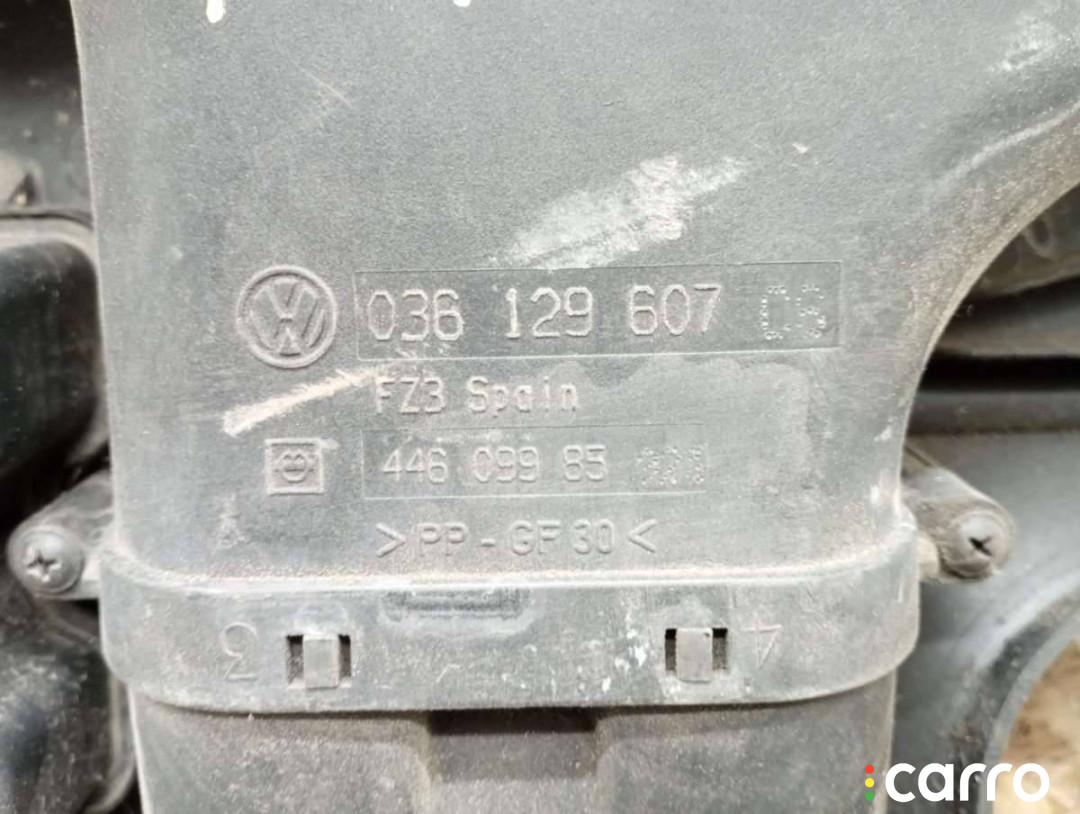 036 129 607
FZ3 Spain
446 099 85
>PP-GF30<
3 4
carro